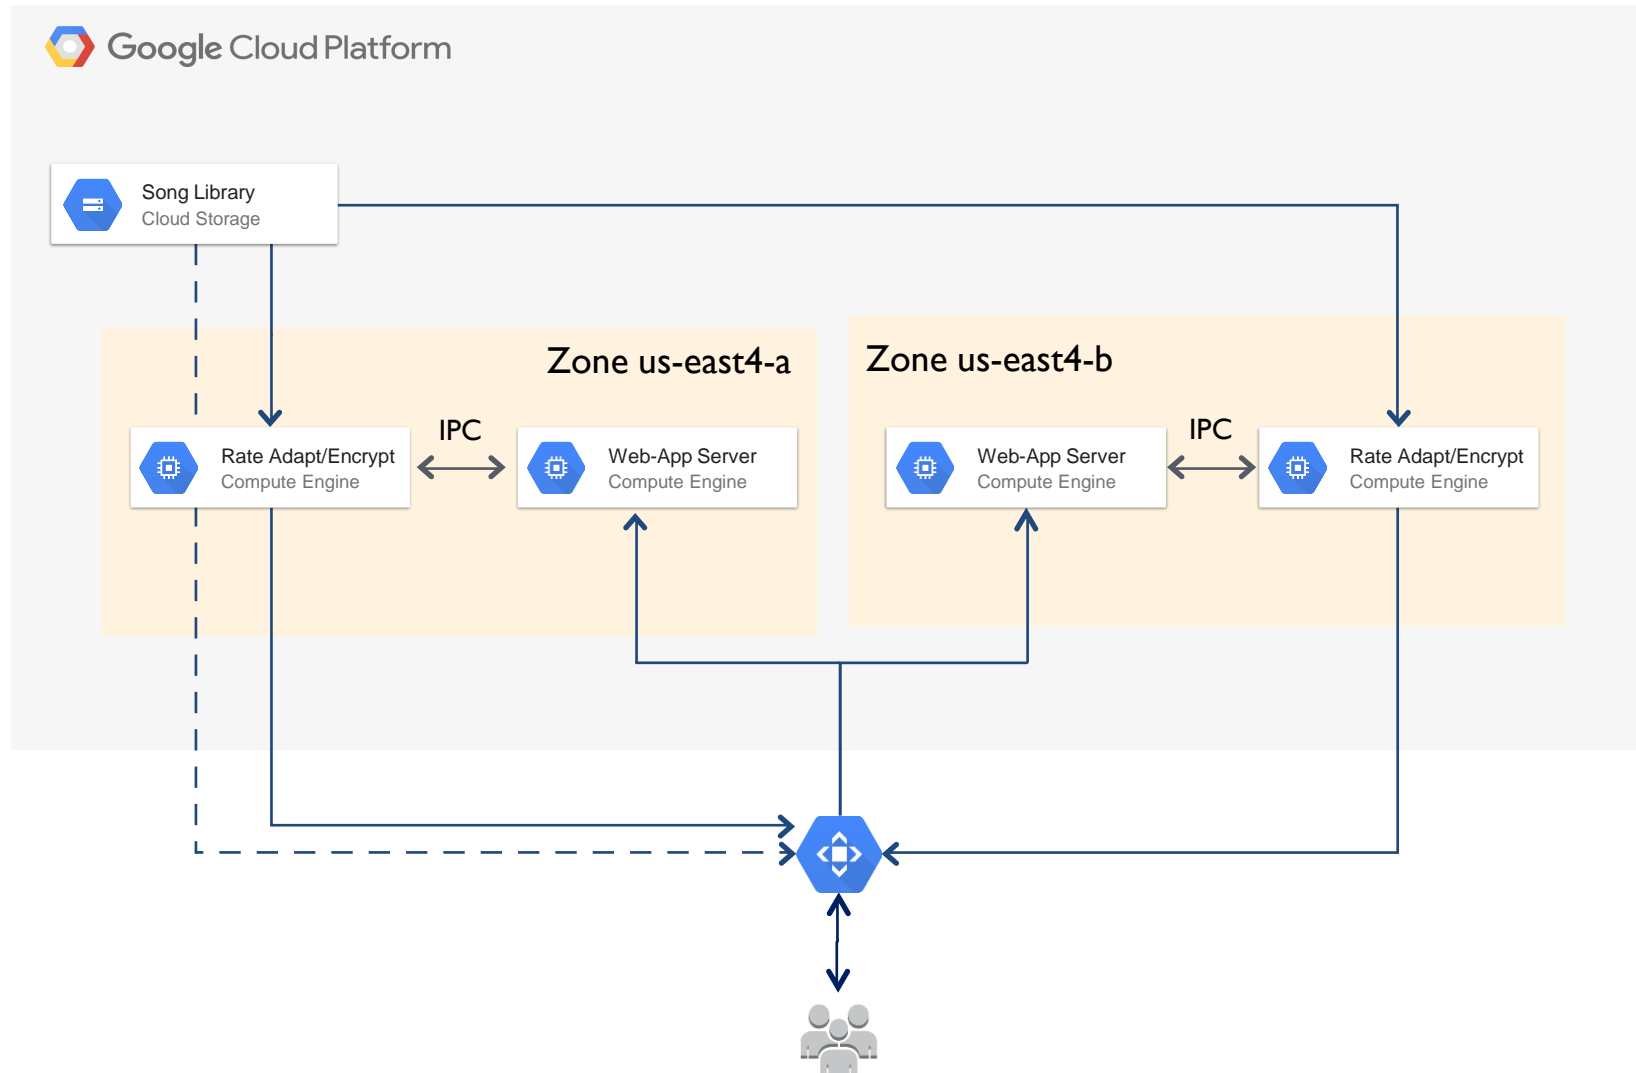 Google Cloud Platform
Song Library
Cloud Storage
Zone us-east4-a
Zone us-east4-b
IPC
IPC
Rate Adapt/Encrypt
Compute Engine
Web-App Server
Compute Engine
Web-App Server
Compute Engine
Rate Adapt/Encrypt
Compute Engine